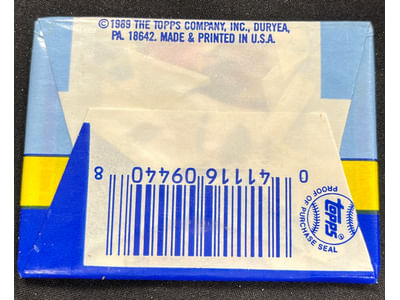 ©1989 THE TOPPS COMPANY, INC., DURYEA,
PA. 18642. MADE & PRINTED IN U.S.A.
0 41116 09440 8
topps
PROOF OF PURCHASE SEAL